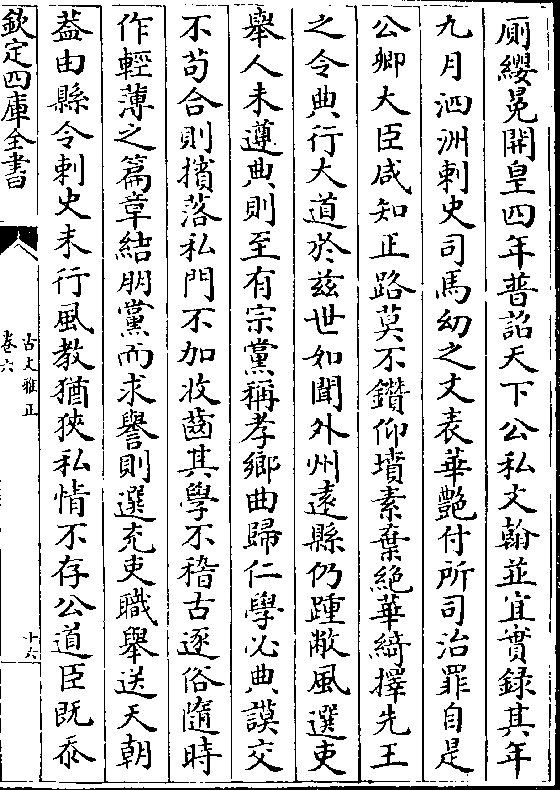 厠纓冕開皇四年普詔天下公私文翰並宜實録其年
九月泗洲刺史司馬㓜之文表華艶付所司治罪自是
公卿大臣咸知正路莫不鑽仰墳素棄絶華綺擇先王
之令典行大道於兹世如聞外州逺縣仍踵敝風選吏
舉人未遵典則至有宗黨稱孝鄉曲歸仁學必典謨交
不苟合則擯落私門不加收齒其學不稽古逐俗隨時
作輕薄之篇章結朋黨而求譽則選充吏職舉送天朝
葢由縣令刺史未行風教猶狹私情不存公道臣既忝
欽定四庫全書
古文雅正
卷六
十六